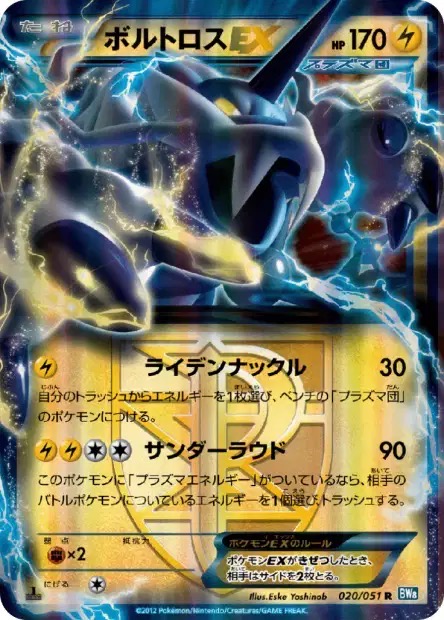 たね
ボルトロスEX
HP170
プラズマ団
ライデンナックル 30
自分のトラッシュからエネルギーを1枚選び、ベンチの「プラズマ団」
のポケモンにつける。
サンダーラウド 90
このポケモンに「プラズマエネルギー」がついているなら、相手の
バトルポケモンについているエネルギーを1個選び、トラッシュする。
弱点 抵抗力
×2
ポケモンEXのルール
ポケモンEXがきぜつしたとき、
相手はサイドを2枚とる。
にげる
Illus.Eske Yoshinob 020/051 R BW8
©2012 Pokémon/Nintendo/Creatures/GAME FREAK.